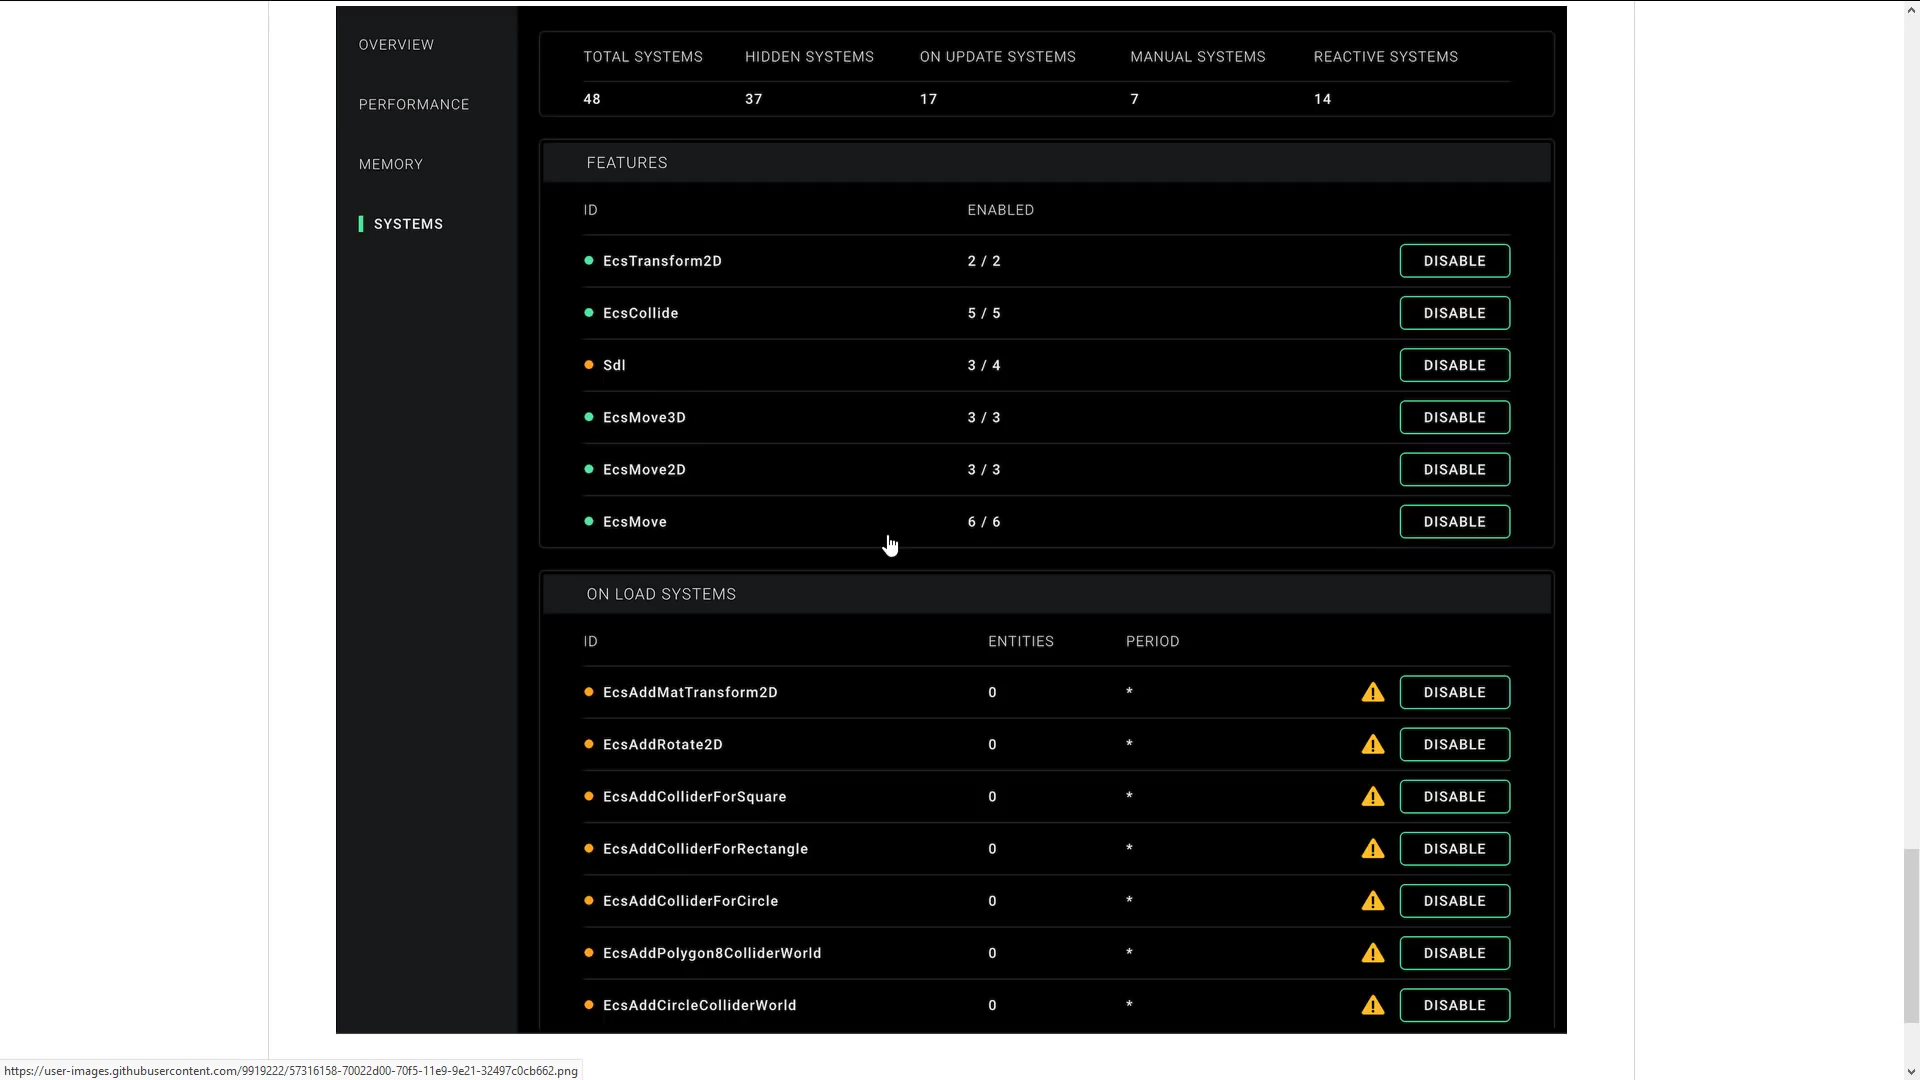 OVERVIEW
PERFORMANCE
MEMORY
SYSTEMS
TOTAL SYSTEMS HIDDEN SYSTEMS ON UPDATE SYSTEMS MANUAL SYSTEMS REACTIVE SYSTEMS
48 37 17 7 14
FEATURES
ID ENABLED
EcsTransform2D 2 / 2 DISABLE
EcsCollide 5 / 5 DISABLE
Sdl 3 / 4 DISABLE
EcsMove3D 3 / 3 DISABLE
EcsMove2D 3 / 3 DISABLE
EcsMove 6 / 6 DISABLE
ON LOAD SYSTEMS
ID ENTITIES PERIOD
EcsAddMatTransform2D 0 * DISABLE
EcsAddRotate2D 0 * DISABLE
EcsAddColliderForSquare 0 * DISABLE
EcsAddColliderForRectangle 0 * DISABLE
EcsAddColliderForCircle 0 * DISABLE
EcsAddPolygon8ColliderWorld 0 * DISABLE
EcsAddCircleColliderWorld 0 * DISABLE
https://user-images.githubusercontent.com/9919222/57316158-70022d00-70f5-11e9-9e21-32497c0cb662.png